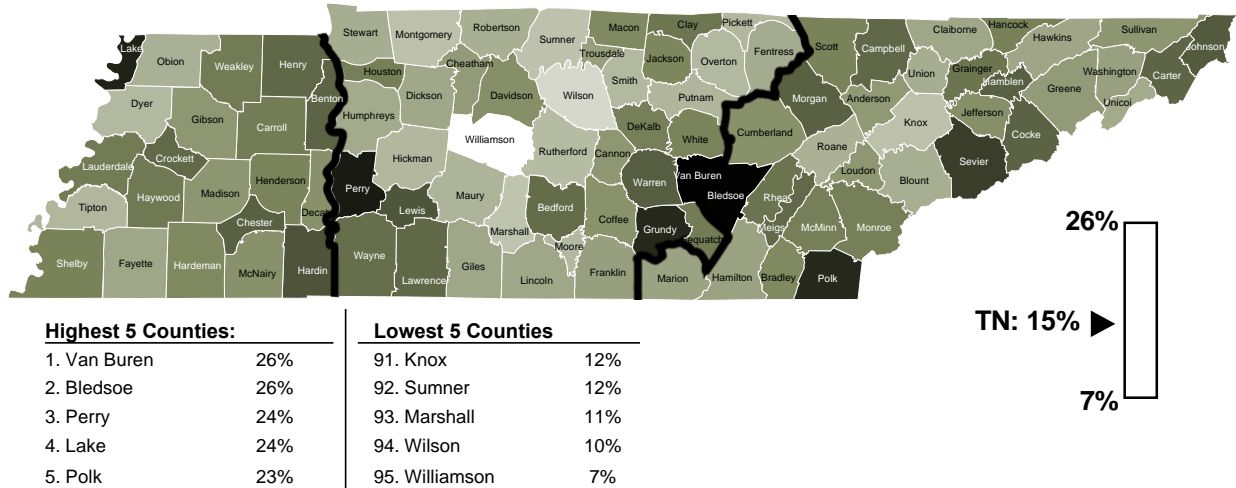 Lake
Obion
Weakley
Henry
Stewart
Montgomery
Robertson
Sumner
Macon
Clay
Pickett
Trousdale
Jackson
Overton
Fentress
Scott
Campbell
Claiborne
Hancock
Hawkins
Sullivan
Johnson
Dyer
Gibson
Carroll
Benton
Houston
Humphreys
Dickson
Cheatham
Davidson
Wilson
Smith
Putnam
Morgan
Anderson
Union
Grainger
Hamblen
Greene
Washington
Unicoi
Carter
Lauderdale
Crockett
Haywood
Madison
Henderson
Decat
Perry
Hickman
Williamson
Rutherford
Cannon
DeKalb
White
Cumberland
Roane
Knox
Jefferson
Cocke
Sevier
Tipton
Chester
Lewis
Maury
Marshall
Bedford
Coffee
Warren
Van Buren
Bledsoe
Rhea
Loudon
Blount
Shelby
Fayette
Hardeman
McNairy
Hardin
Wayne
Lawrence
Giles
Lincoln
Moore
Franklin
Grundy
Sequatch
Marion
Hamilton
Meigs
McMinn
Monroe
Bradley
Polk
26%
TN: 15%
7%
Highest 5 Counties:
1. Van Buren 26%
2. Bledsoe 26%
3. Perry 24%
4. Lake 24%
5. Polk 23%
Lowest 5 Counties
91. Knox 12%
92. Sumner 12%
93. Marshall 11%
94. Wilson 10%
95. Williamson 7%